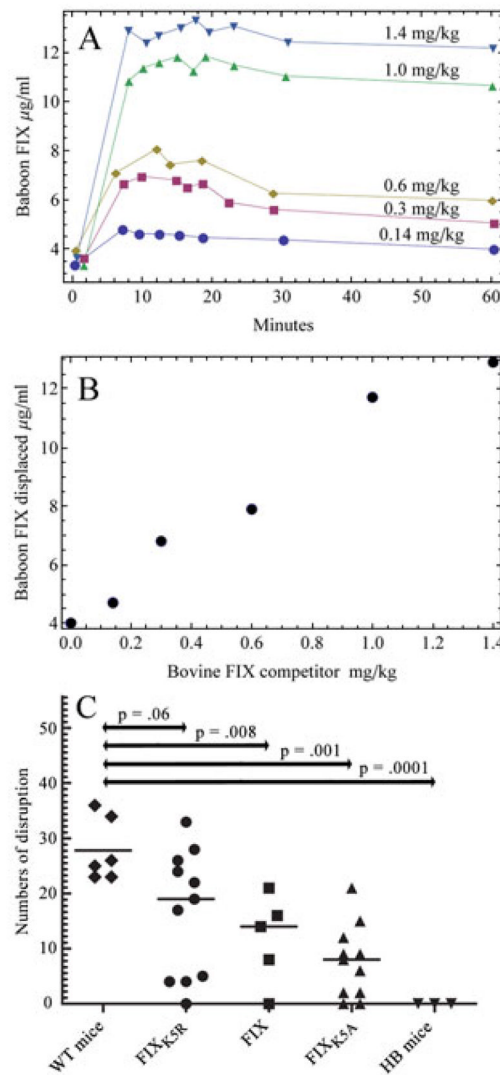 A
12
10
8
6
4
Baboon FIX µg/ml
1.4 mg/kg
1.0 mg/kg
0.6 mg/kg
0.3 mg/kg
0.14 mg/kg
0 10 20 30 40 50 60
Minutes
B
12
10
8
6
4
Baboon FIX displaced µg/ml
0.0 0.2 0.4 0.6 0.8 1.0 1.2 1.4
Bovine FIX competitor mg/kg
C
p = .06
p = .008
p = .001
p = .0001
50
40
30
20
10
0
Numbers of disruption
WT mice
FIXK5R
FIX
FIXK5A
HB mice